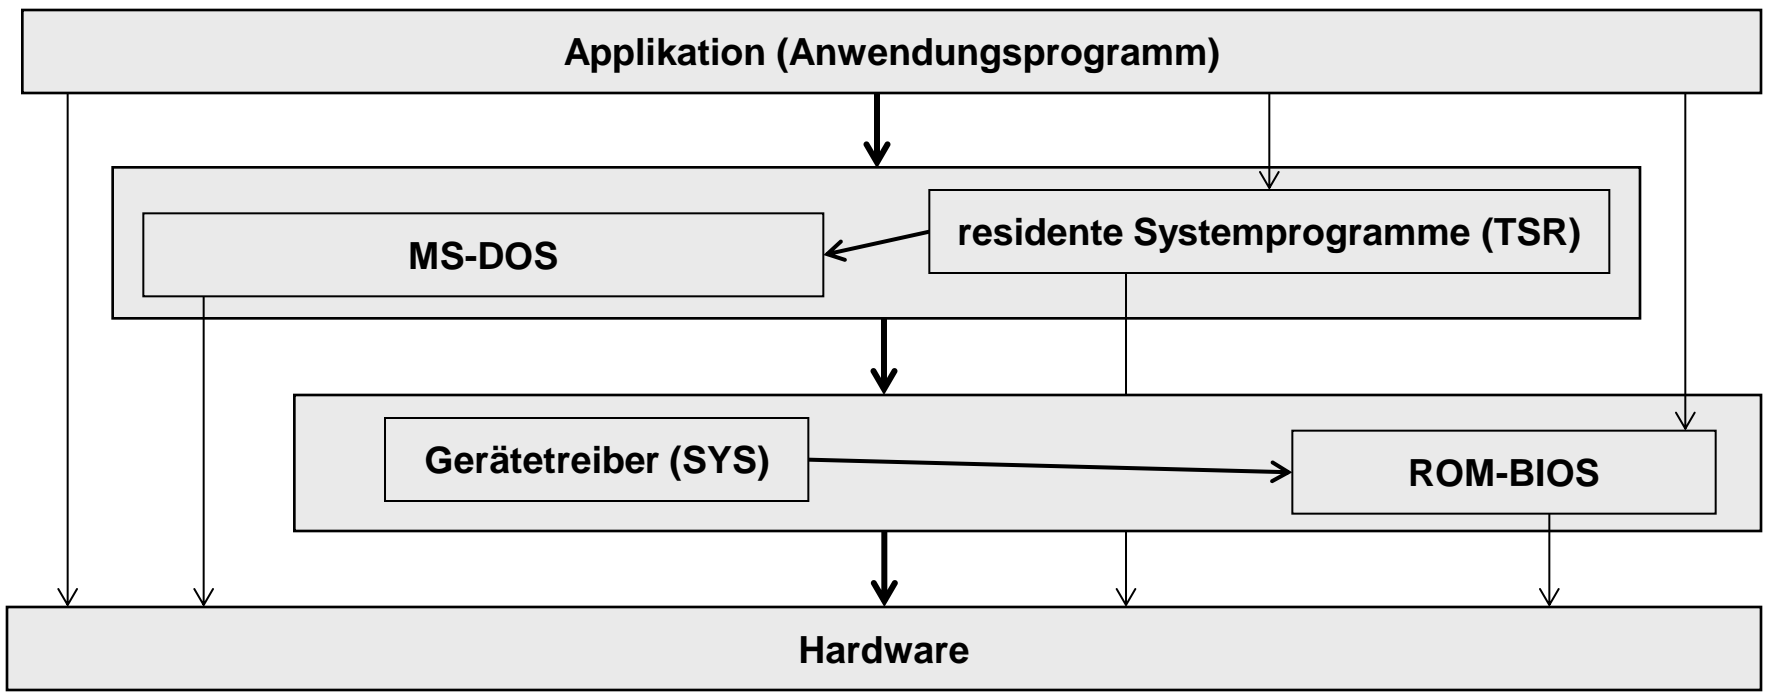 Applikation (Anwendungsprogramm)
residente Systemprogramme (TSR)
MS-DOS
Gerätetreiber (SYS)
ROM-BIOS
Hardware